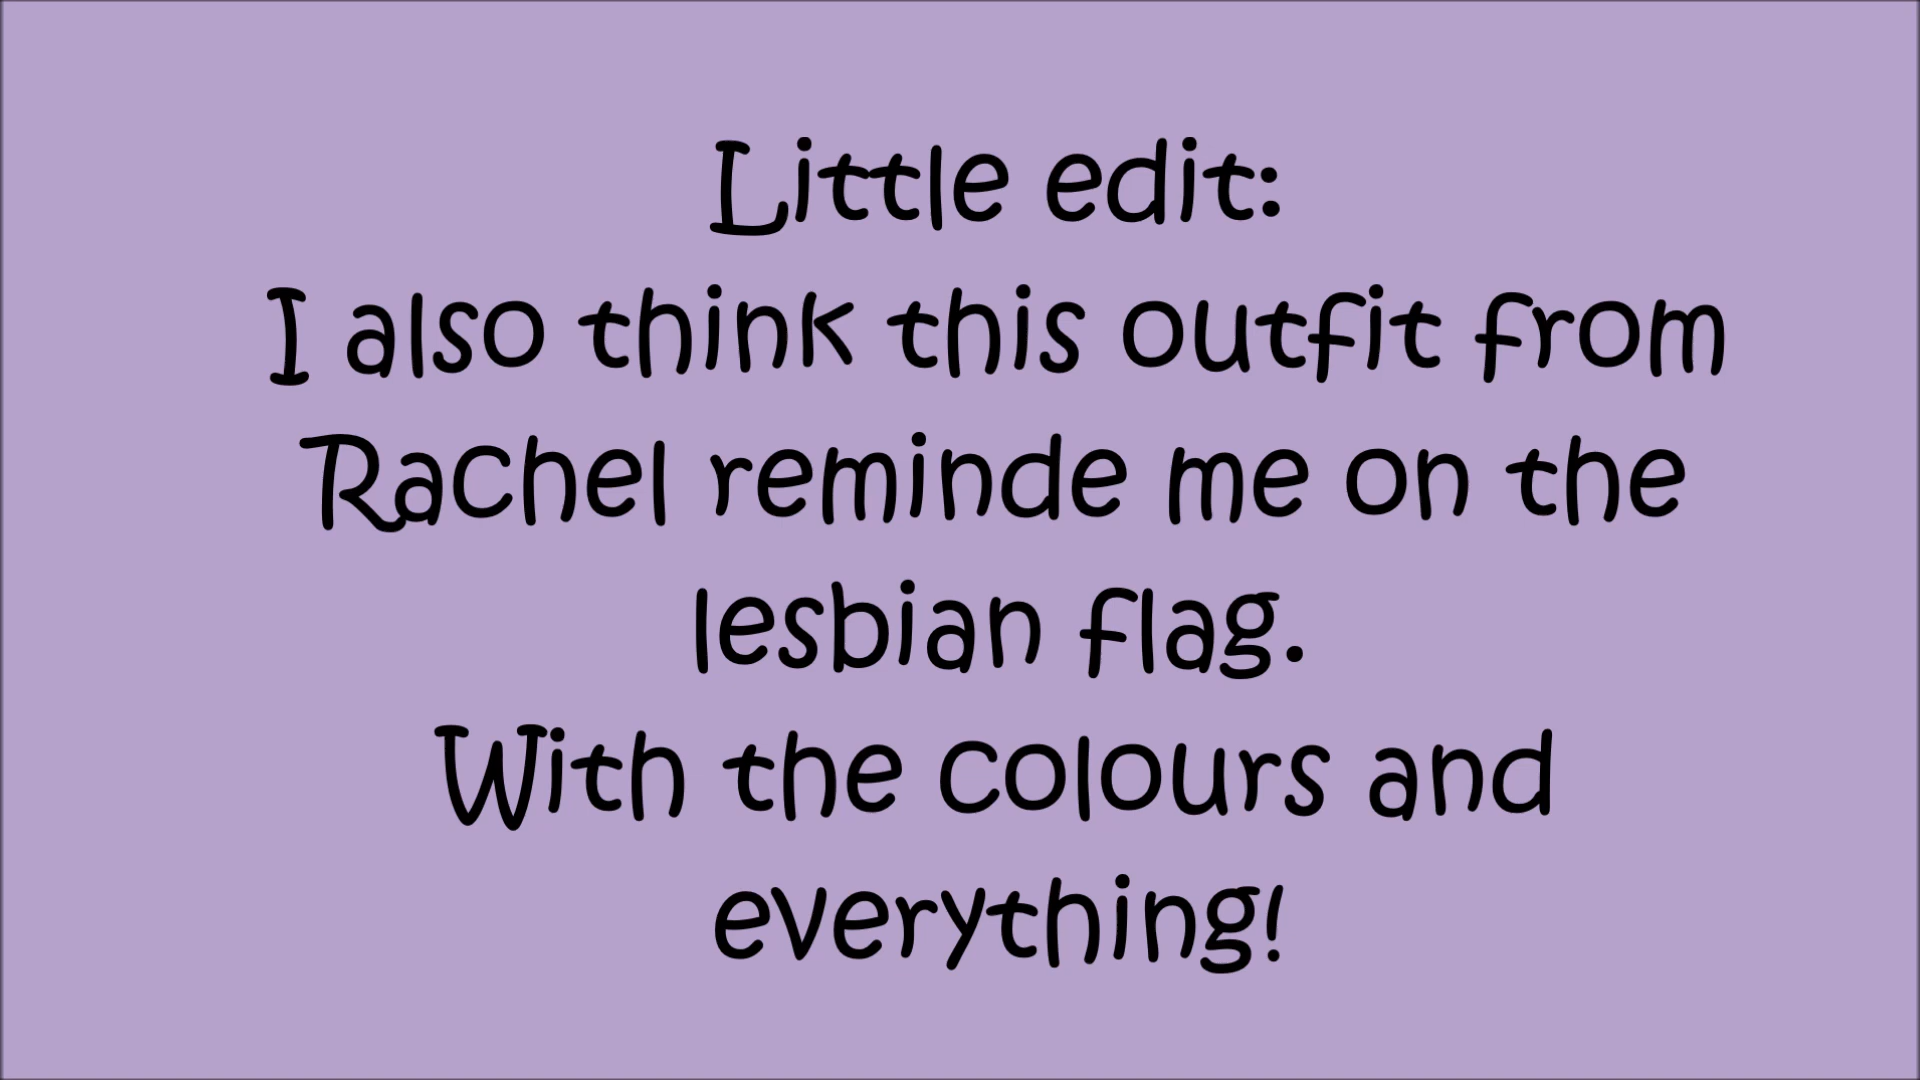 Little edit:
I also think this outfit from
Rachel reminde me on the
lesbian flag.
With the colours and
everything!